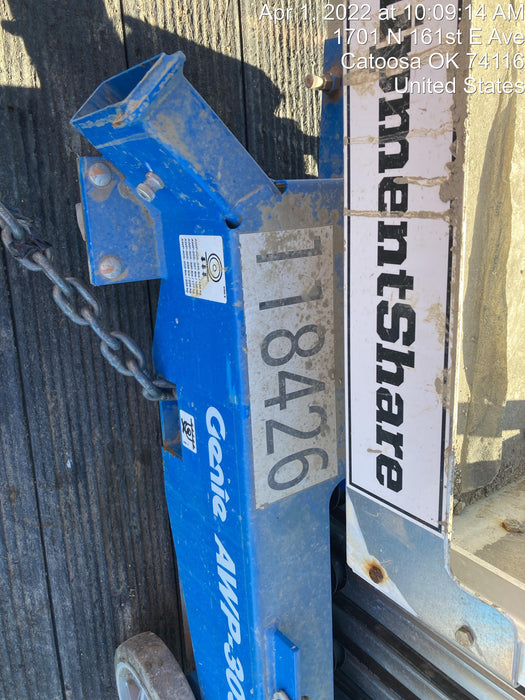 Apr 1, 2022 at 10:09:14 AM
1701 N 161st E Ave
Catoosa OK 74116
United States
mentShare
118426
Genie AWP-30